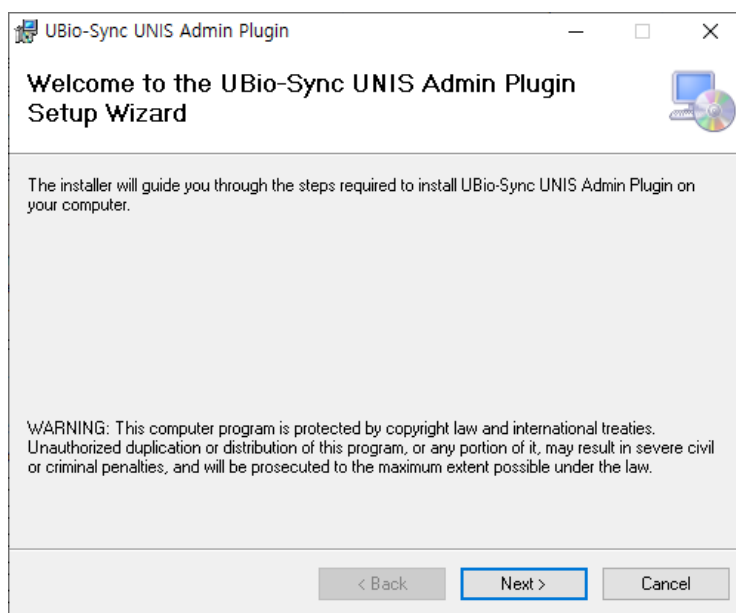 UBio-Sync UNIS Admin Plugin
Welcome to the UBio-Sync UNIS Admin Plugin
Setup Wizard
The installer will guide you through the steps required to install UBio-Sync UNIS Admin Plugin on
your computer.
WARNING: This computer program is protected by copyright law and international treaties.
Unauthorized duplication or distribution of this program, or any portion of it, may result in severe civil
or criminal penalties, and will be prosecuted to the maximum extent possible under the law.
< Back Next > Cancel